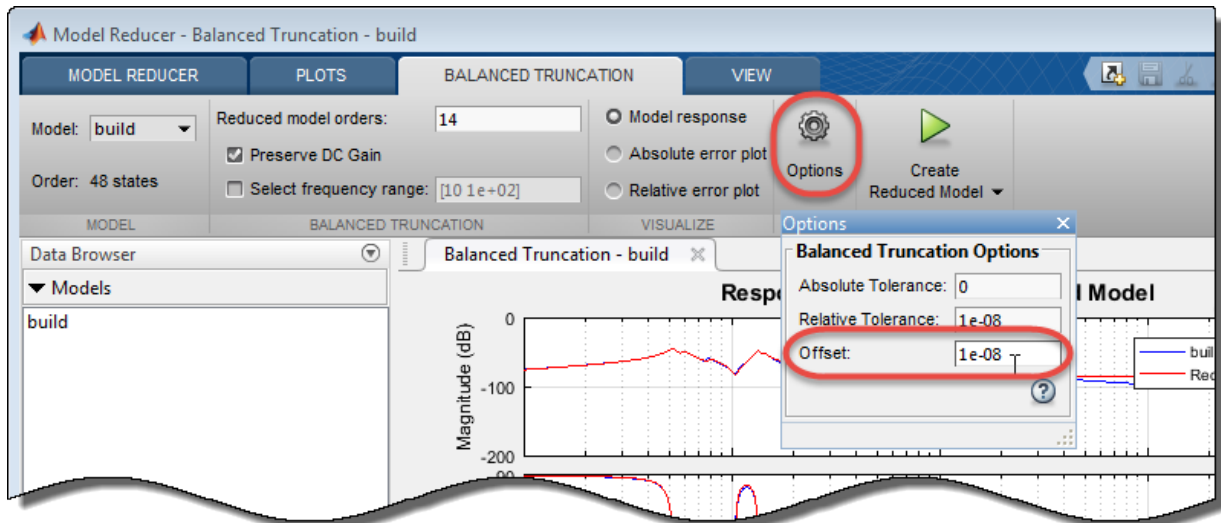 Model Reducer - Balanced Truncation - build
MODEL REDUCER
PLOTS
BALANCED TRUNCATION
VIEW
Model:
build
Order: 48 states
MODEL
Reduced model orders:
14
Preserve DC Gain
Select frequency range:
[10 1e+02]
BALANCED TRUNCATION
Model response
Absolute error plot
Relative error plot
VISUALIZE
Options
Create
Reduced Model
Data Browser
Models
build
Balanced Truncation - build
Options
Balanced Truncation Options
Absolute Tolerance:
0
Relative Tolerance:
1e-08
Offset:
1e-08
?
Resp
Model
Magnitude (dB)
0
-100
-200
buil
Rec